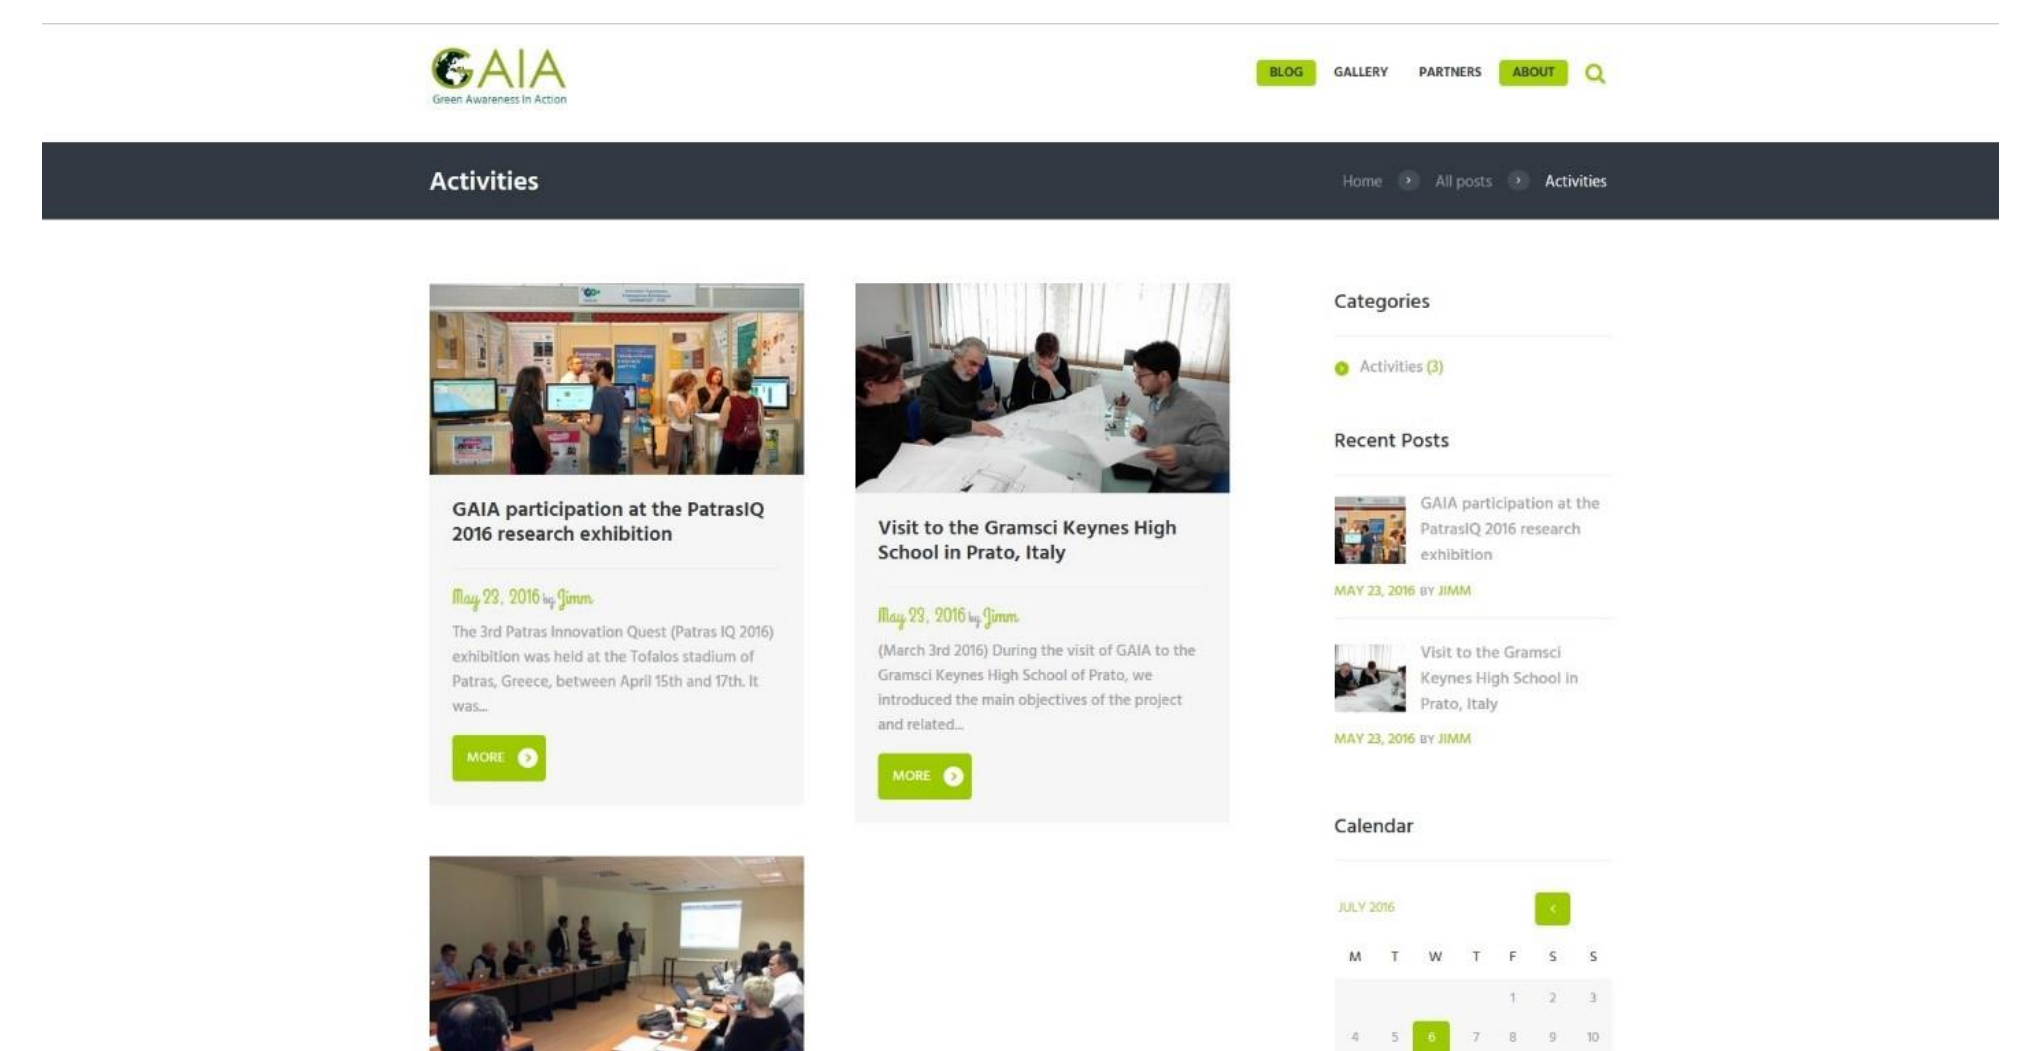 GAIA
Green Awareness In Action
BLOG GALLERY PARTNERS ABOUT
Activities
Home All posts Activities
GAIA participation at the PatrasIQ
2016 research exhibition
May 23, 2016 by Jimm
The 3rd Patras Innovation Quest (Patras IQ 2016)
exhibition was held at the Tofalos stadium of
Patras, Greece, between April 15th and 17th. It
was...
MORE
Visit to the Gramsci Keynes High
School in Prato, Italy
May 23, 2016 by Jimm
(March 3rd 2016) During the visit of GAIA to the
Gramsci Keynes High School of Prato, we
introduced the main objectives of the project
and related...
MORE
Categories
Activities (3)
Recent Posts
GAIA participation at the
PatrasIQ 2016 research
exhibition
MAY 23, 2016 BY JIMM
Visit to the Gramsci
Keynes High School in
Prato, Italy
MAY 23, 2016 BY JIMM
Calendar
JULY 2016
M T W T F S S
1 2 3
4 5 6 7 8 9 10